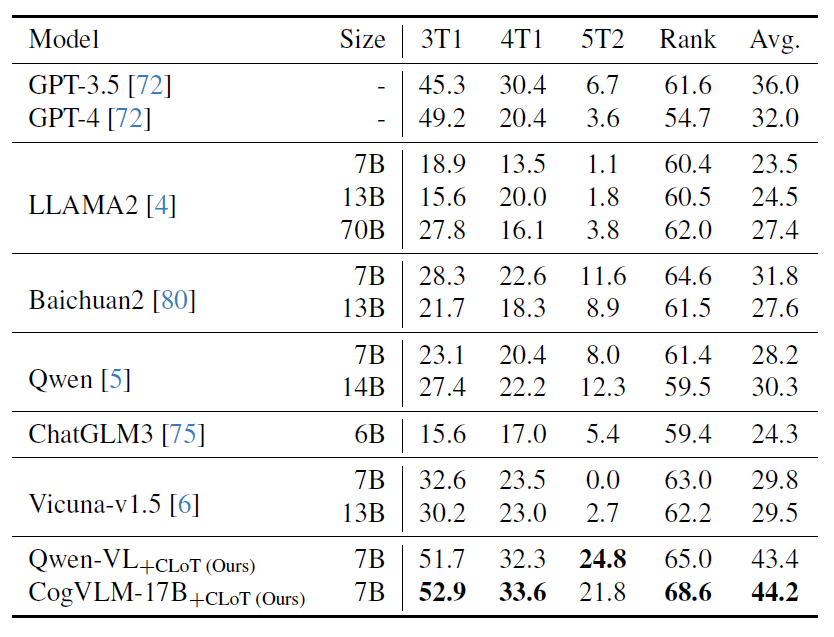 Model Size 3T1 4T1 5T2 Rank Avg.
GPT-3.5 [72] - 45.3 30.4 6.7 61.6 36.0
GPT-4 [72] - 49.2 20.4 3.6 54.7 32.0
LLAMA2 [4]
7B 18.9 13.5 1.1 60.4 23.5
13B 15.6 20.0 1.8 60.5 24.5
70B 27.8 16.1 3.8 62.0 27.4
Baichuan2 [80]
7B 28.3 22.6 11.6 64.6 31.8
13B 21.7 18.3 8.9 61.5 27.6
Qwen [5]
7B 23.1 20.4 8.0 61.4 28.2
14B 27.4 22.2 12.3 59.5 30.3
ChatGLM3 [75] 6B 15.6 17.0 5.4 59.4 24.3
Vicuna-v1.5 [6]
7B 32.6 23.5 0.0 63.0 29.8
13B 30.2 23.0 2.7 62.2 29.5
Qwen-VL+CLoT (Ours) 7B 51.7 32.3 24.8 65.0 43.4
CogVLM-17B+CLoT (Ours) 7B 52.9 33.6 21.8 68.6 44.2